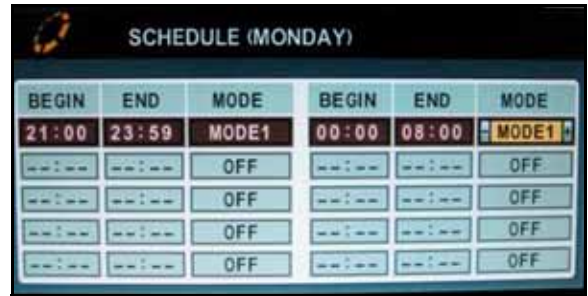 SCHEDULE (MONDAY)
BEGIN END MODE BEGIN END MODE
21:00 23:59 MODE1 00:00 08:00 MODE1
--:-- --:-- OFF --:-- --:-- OFF
--:-- --:-- OFF --:-- --:-- OFF
--:-- --:-- OFF --:-- --:-- OFF
--:-- --:-- OFF --:-- --:-- OFF